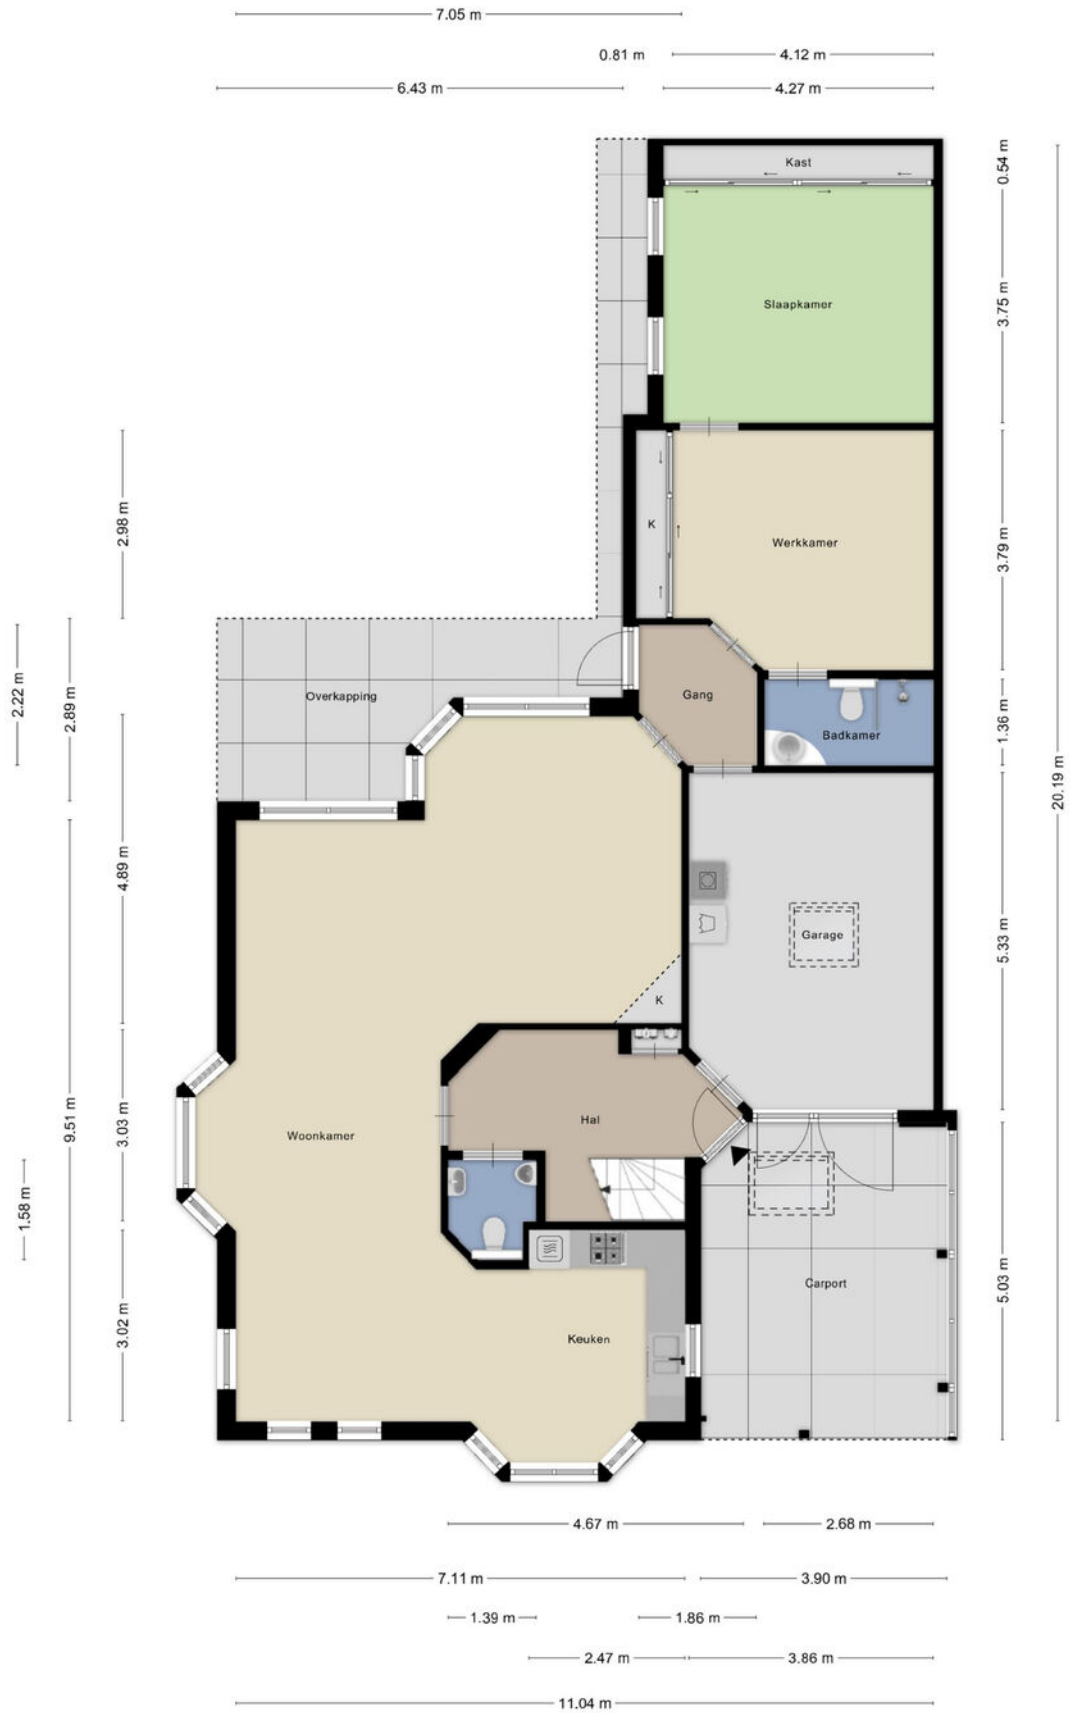 7.05 m
0.81 m
4.12 m
6.43 m
4.27 m
Kast
0.54 m
Slaapkamer
3.75 m
2.98 m
K
Werkkamer
3.79 m
20.19 m
2.22 m
2.89 m
Overkapping
Gang
Badkamer
1.36 m
4.89 m
Garage
5.33 m
K
9.51 m
3.03 m
Woonkamer
Hal
1.58 m
3.02 m
Keuken
Carport
5.03 m
4.67 m
2.68 m
7.11 m
3.90 m
1.39 m
1.86 m
2.47 m
3.86 m
11.04 m